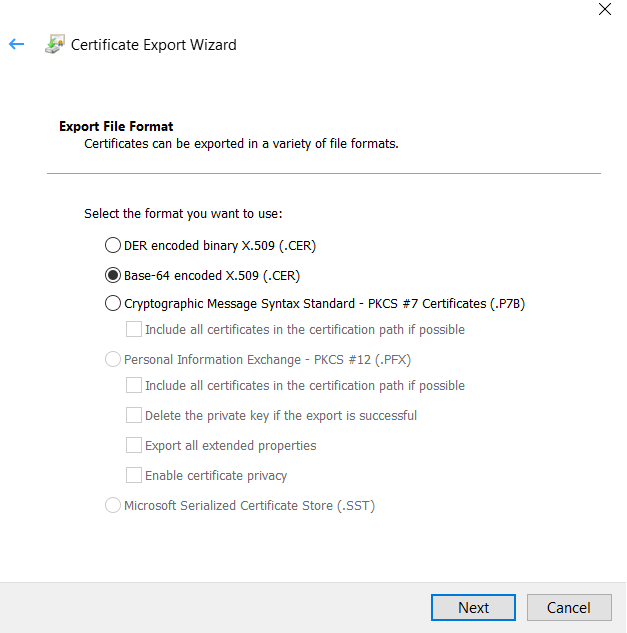 Certificate Export Wizard
Export File Format
Certificates can be exported in a variety of file formats.
Select the format you want to use:
DER encoded binary X.509 (.CER)
Base-64 encoded X.509 (.CER)
Cryptographic Message Syntax Standard - PKCS #7 Certificates (.P7B)
Include all certificates in the certification path if possible
Personal Information Exchange - PKCS #12 (.PFX)
Include all certificates in the certification path if possible
Delete the private key if the export is successful
Export all extended properties
Enable certificate privacy
Microsoft Serialized Certificate Store (.SST)
Next Cancel